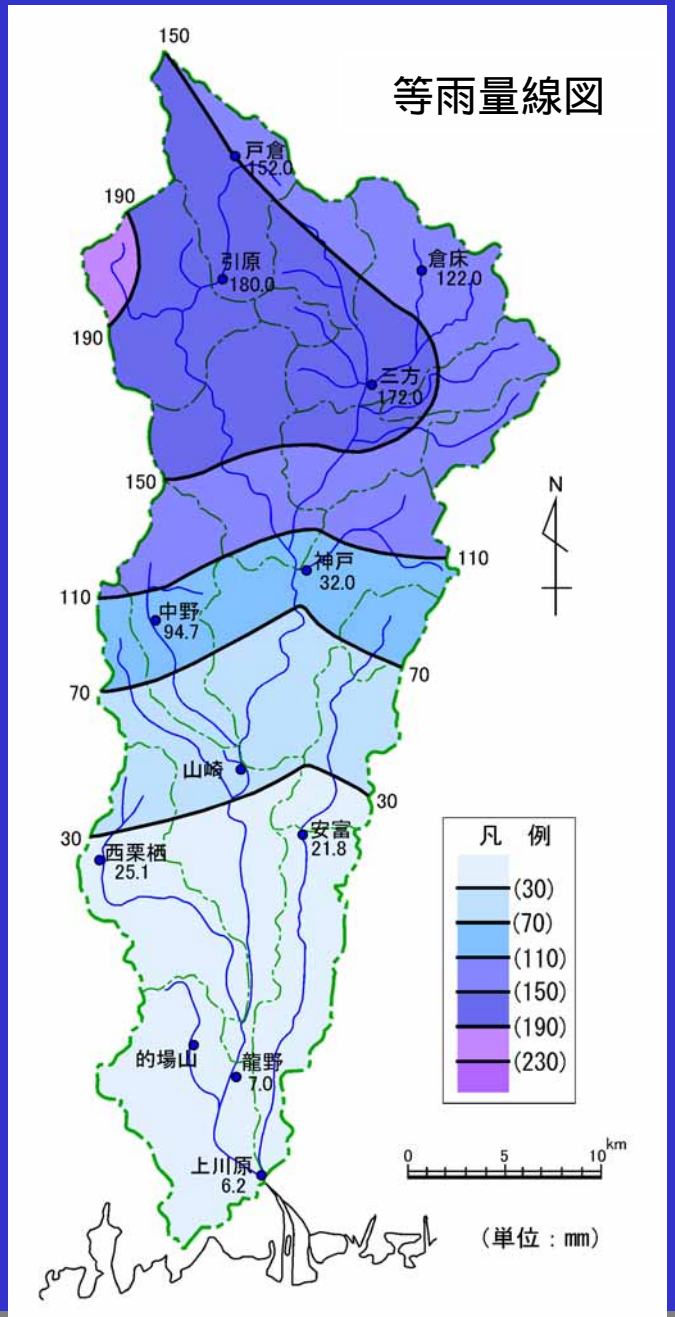 150
等雨量線図
戸倉
152.0
190
引原
180.0
倉床
122.0
190
三方
172.0
150
N
神戸
32.0
110
110
中野
94.7
70
70
山崎
30
30
安富
21.8
西栗栖
25.1
凡 例
(30)
(70)
(110)
(150)
(190)
(230)
的場山
龍野
7.0
上川原
6.2
0 5 10km
(単位:mm)